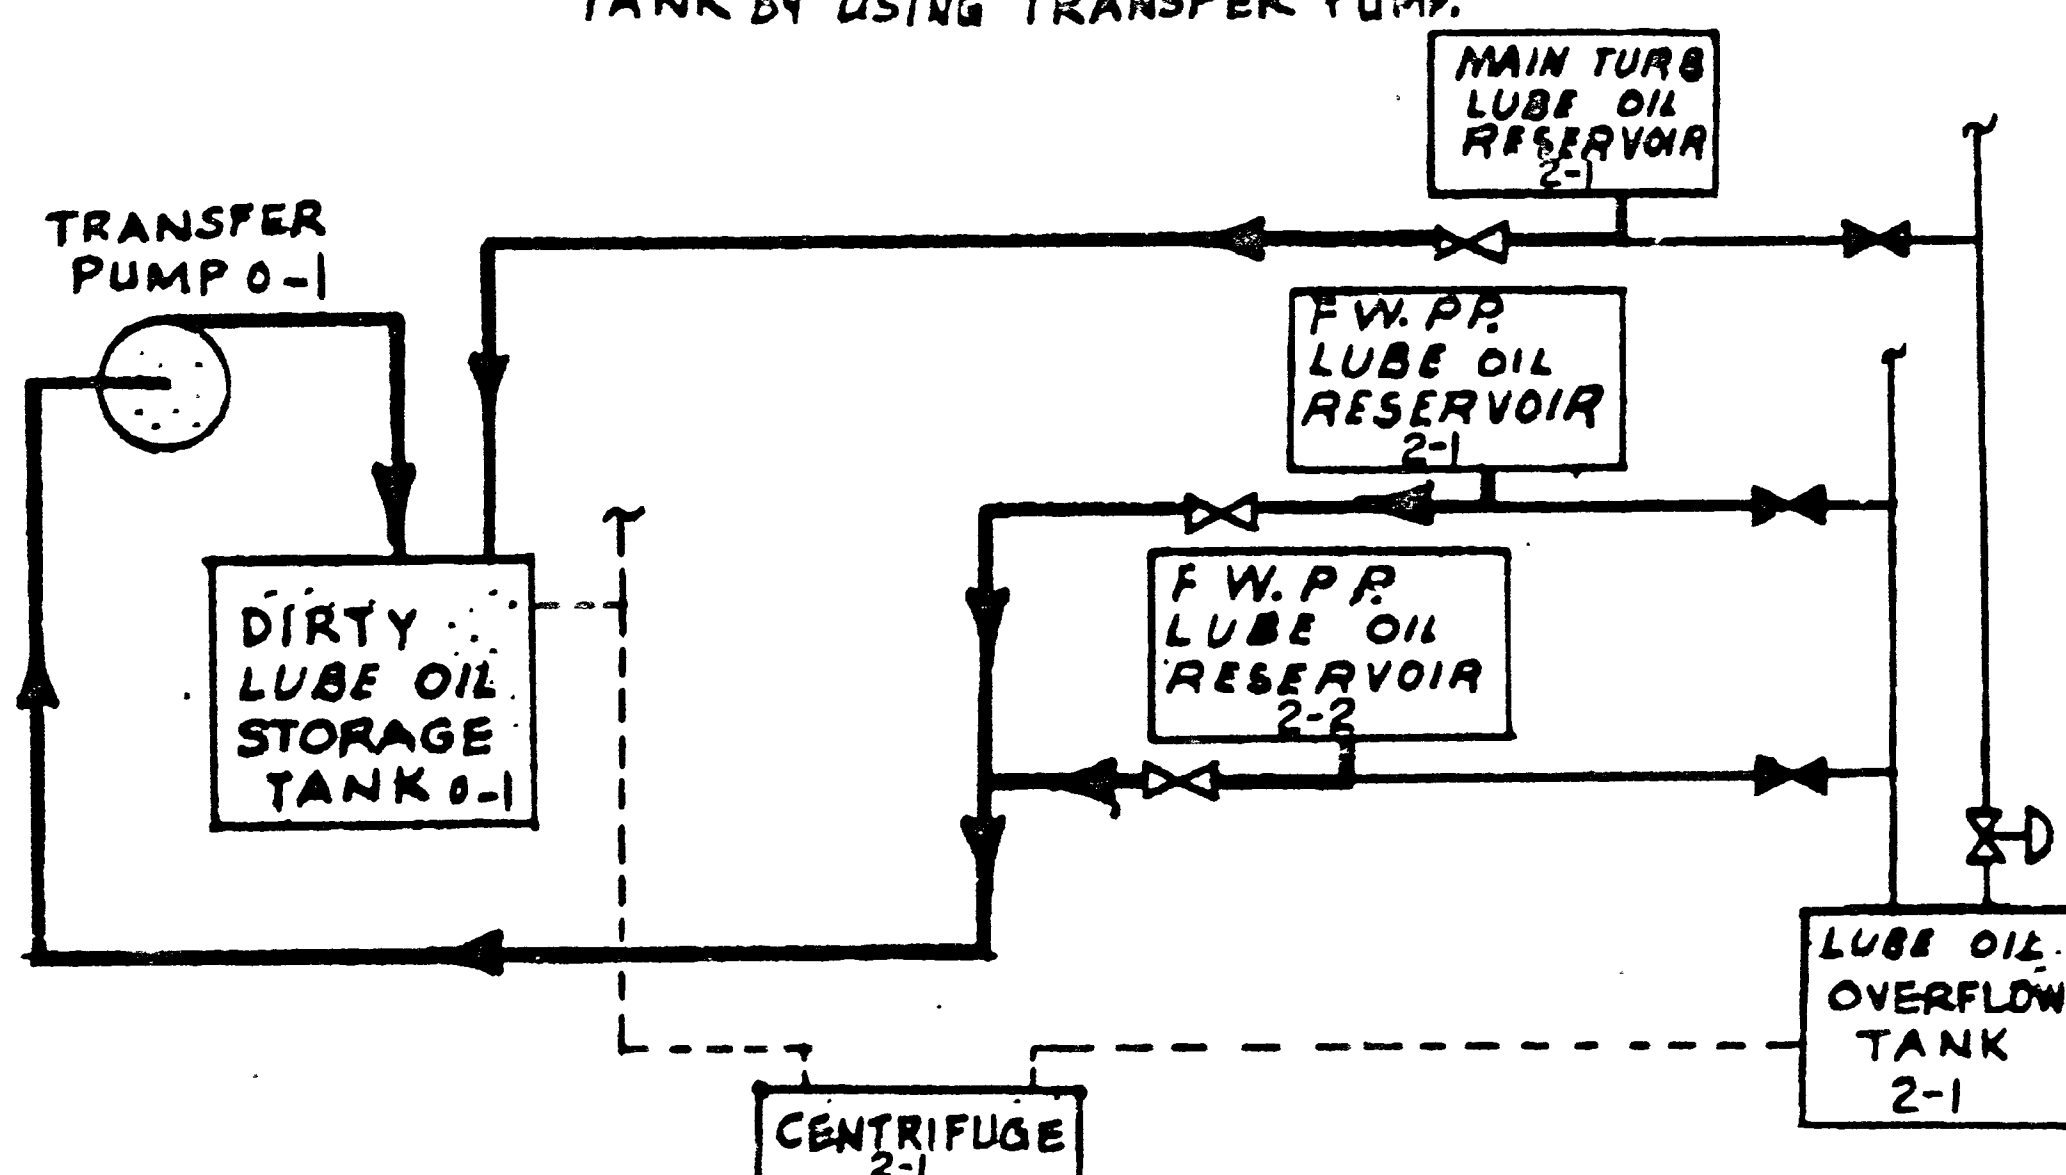 TANK BY USING TRANSFER PUMP.
MAIN TURB
LUBE OIL
RESERVOIR
2-1
TRANSFER
PUMP 0-1
F W. P P.
LUBE OIL
RESERVOIR
2-1
F W. P P.
LUBE OIL
RESERVOIR
2-2
DIRTY
LUBE OIL
STORAGE
TANK 0-1
LUBE OIL
OVERFLOW
TANK
2-1
CENTRIFUGE
2-1